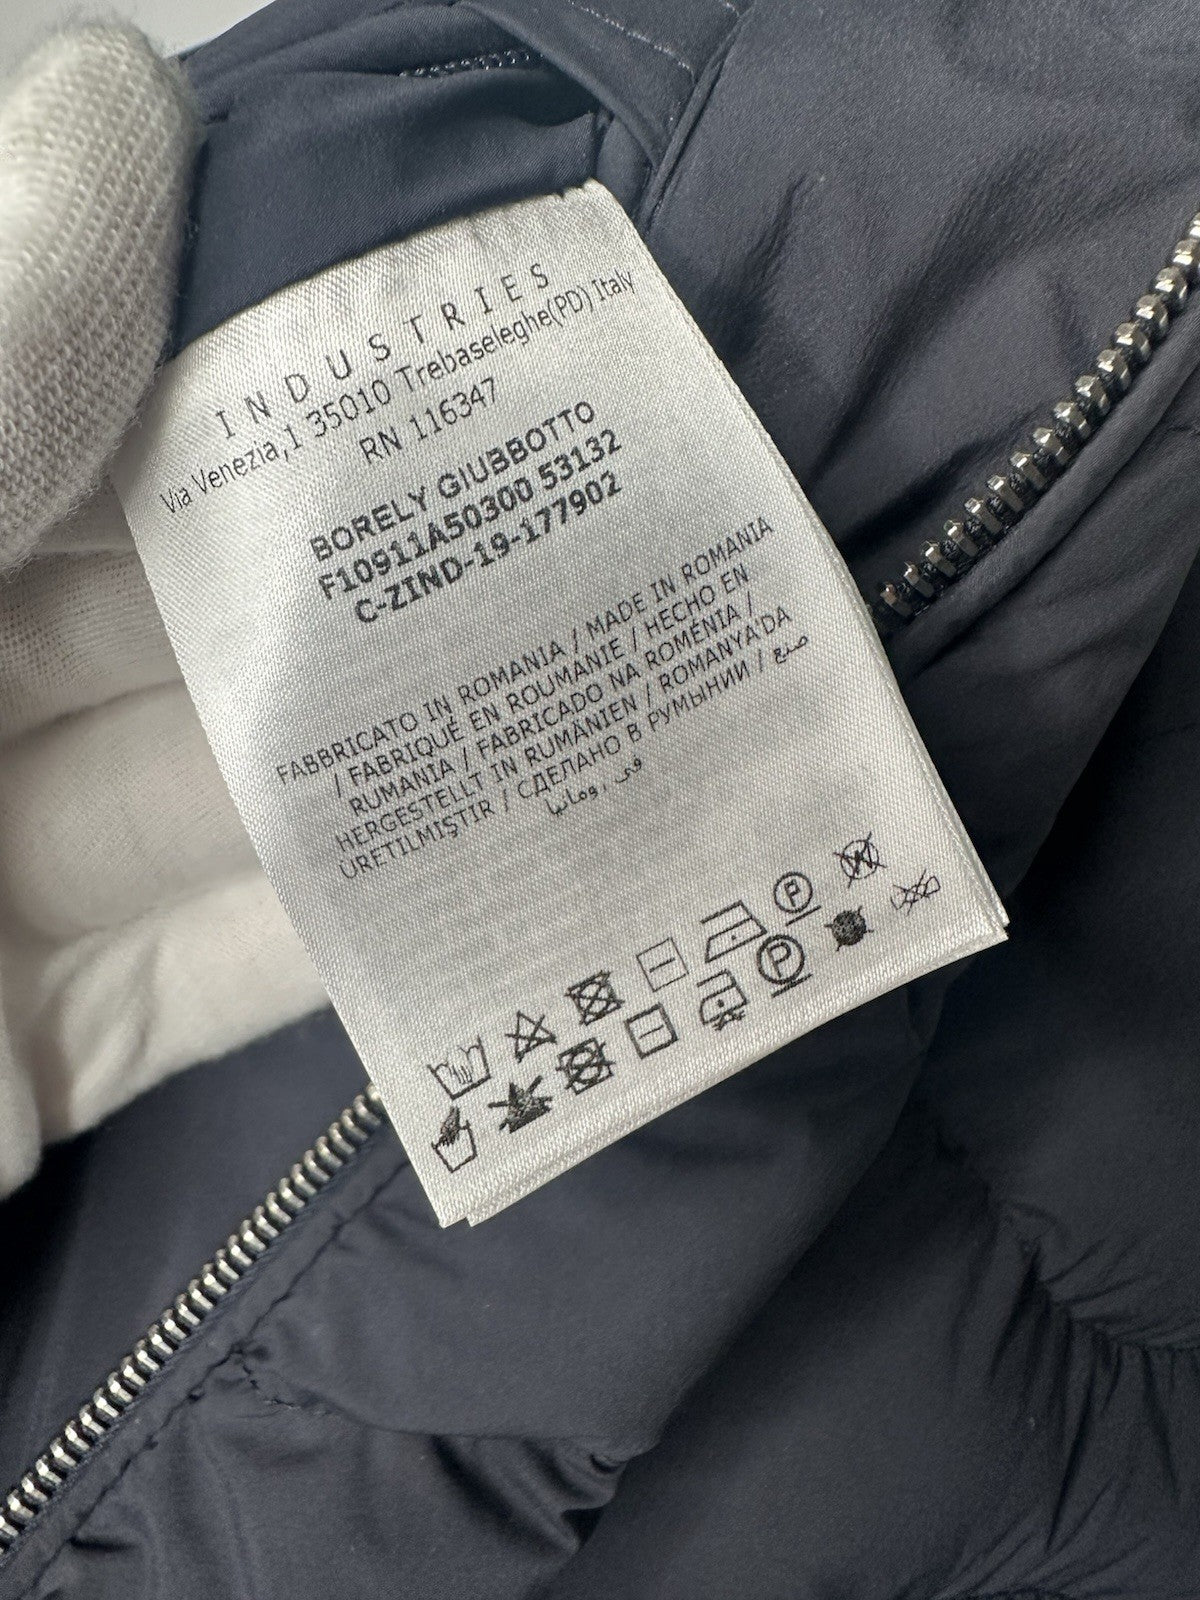 INDUSTRIES
Via Venezia,1 35010 Trebaseleghe(PD) Italy
RN 116347
BORELY GIUBBOTTO
F10911A50300 53132
C-ZIND-19-177902
FABBRICATO IN ROMANIA / MADE IN ROMANIA
/ FABRIQUÉ EN ROUMANIE / HECHO EN
RUMANIA / FABRICADO NA ROMÉNIA /
HERGESTELLT IN RUMÄNIEN / ROMANYA'DA
ÜRETILMIŞTIR / СДЕЛАНО В РУМЫНИИ / صنع
في رومانيا
P
W
P